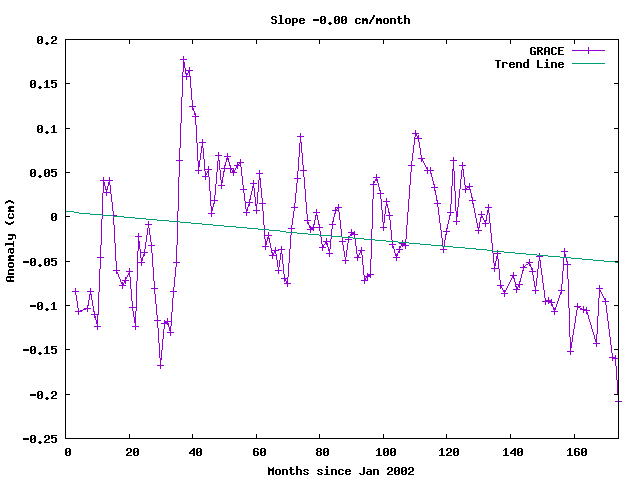 Slope -0.00 cm/month
GRACE
Trend Line
0.2
0.15
0.1
0.05
0
-0.05
-0.1
-0.15
-0.2
-0.25
Anomaly (cm)
0 20 40 60 80 100 120 140 160
Months since Jan 2002